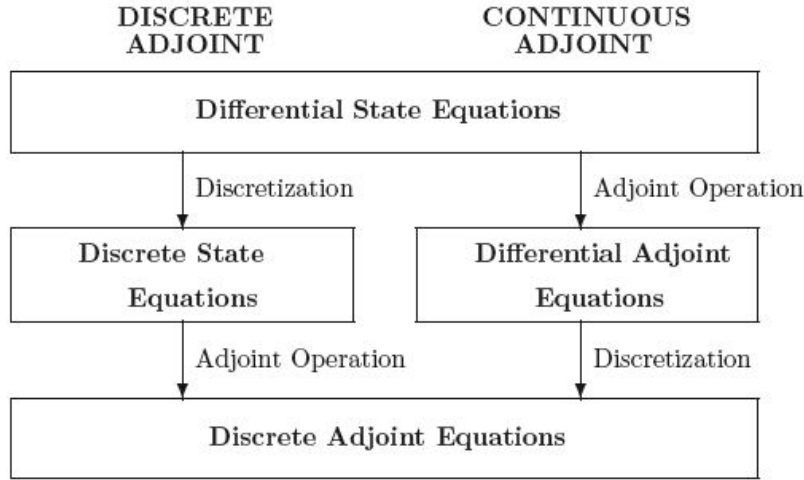 DISCRETE
ADJOINT
CONTINUOUS
ADJOINT
Differential State Equations
Discretization
Adjoint Operation
Discrete State
Equations
Differential Adjoint
Equations
Adjoint Operation
Discretization
Discrete Adjoint Equations